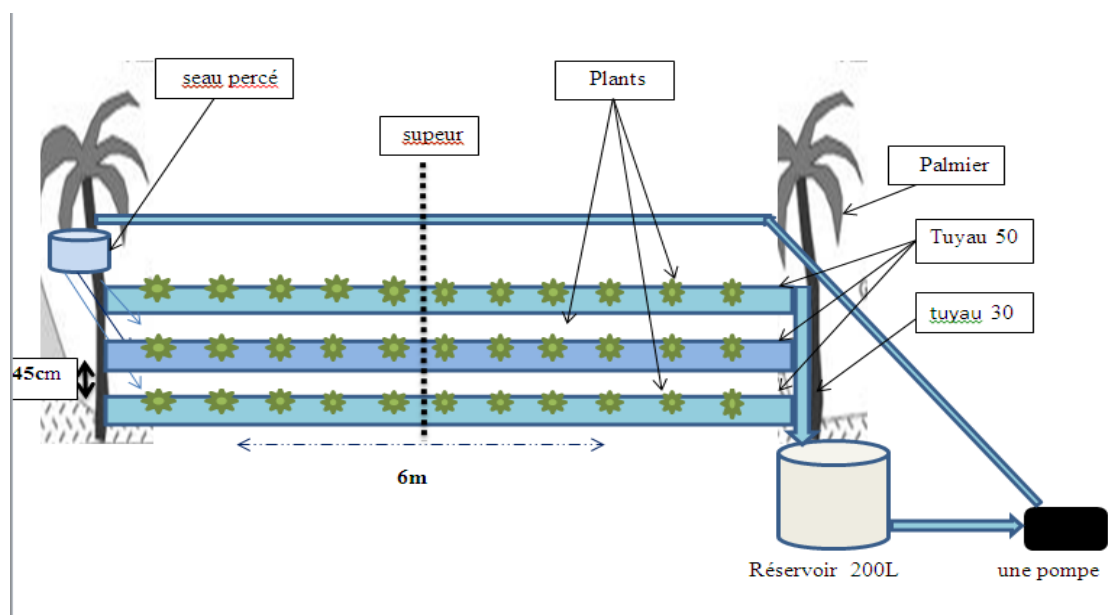 seau percé
Plants
supeur
Palmier
Tuyau 50
tuyau 30
45cm
6m
Réservoir 200L
une pompe